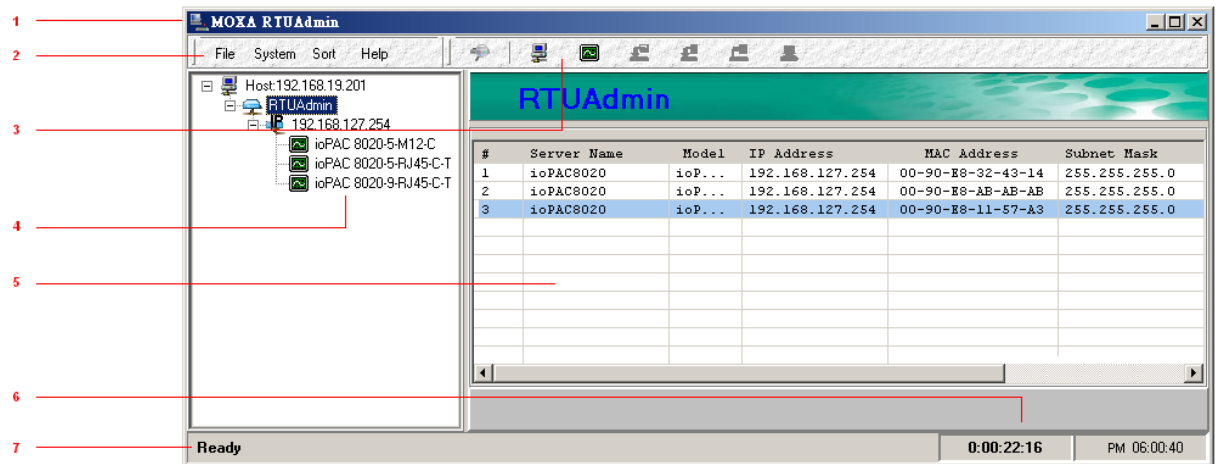 1
MOXA RTUAdmin
2
File System Sort Help
Host:192.168.19.201
RTUAdmin
IP 192.168.127.254
ioPAC 8020-5-M12-C
ioPAC 8020-5-RJ45-C-T
ioPAC 8020-9-RJ45-C-T
3
4
RTUAdmin
# Server Name Model IP Address MAC Address Subnet Mask
1 ioPAC8020 ioP... 192.168.127.254 00-90-E8-32-43-14 255.255.255.0
2 ioPAC8020 ioP... 192.168.127.254 00-90-E8-AB-AB-AB 255.255.255.0
3 ioPAC8020 ioP... 192.168.127.254 00-90-E8-11-57-A3 255.255.255.0
5
6
7
Ready 0:00:22:16 PM 06:00:40